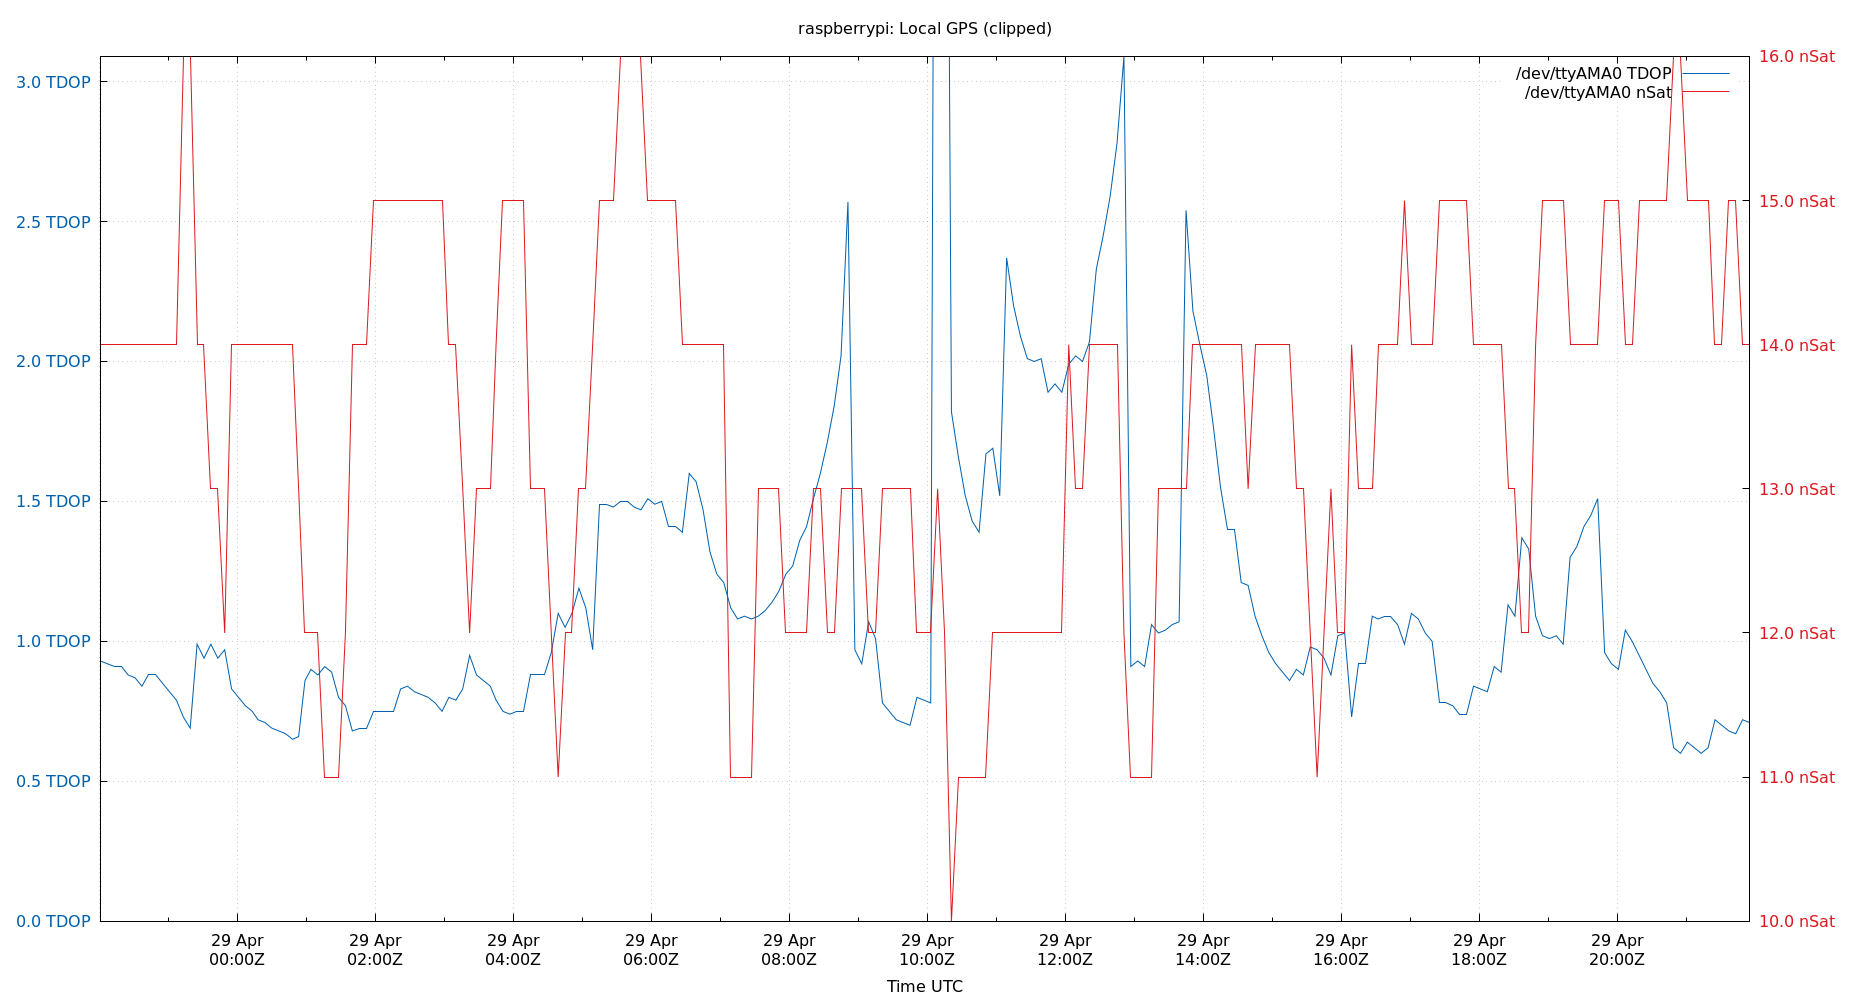 raspberrypi: Local GPS (clipped)
3.0 TDOP
2.5 TDOP
2.0 TDOP
1.5 TDOP
1.0 TDOP
0.5 TDOP
0.0 TDOP
/dev/ttyAMA0 TDOP
/dev/ttyAMA0 nSat
16.0 nSat
15.0 nSat
14.0 nSat
13.0 nSat
12.0 nSat
11.0 nSat
10.0 nSat
29 Apr
00:00Z
29 Apr
02:00Z
29 Apr
04:00Z
29 Apr
06:00Z
29 Apr
08:00Z
29 Apr
10:00Z
29 Apr
12:00Z
29 Apr
14:00Z
29 Apr
16:00Z
29 Apr
18:00Z
29 Apr
20:00Z
Time UTC